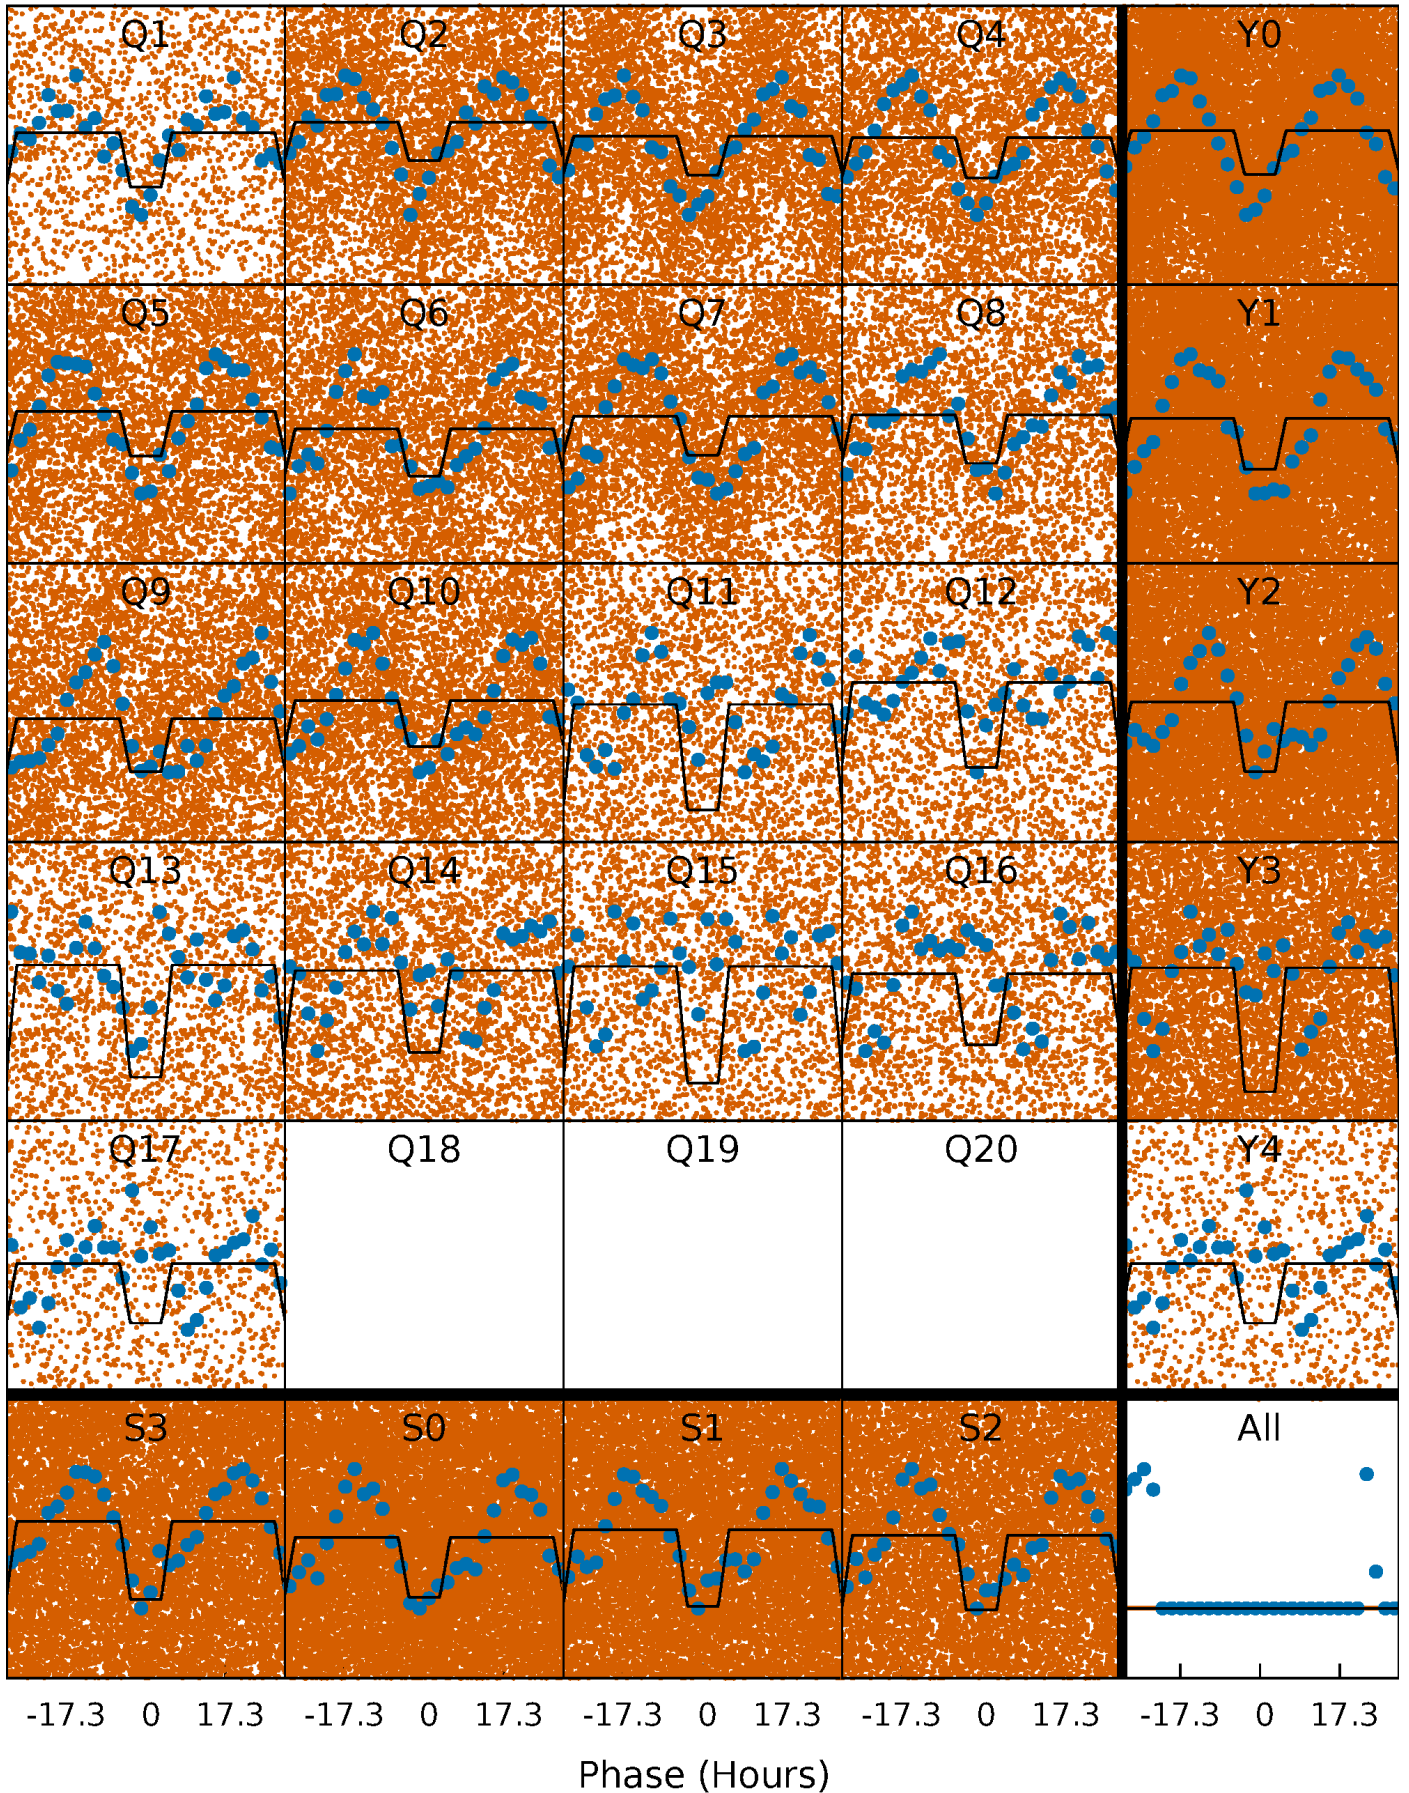 Q1 Q2 Q3 Q4 Y0
Q5 Q6 Q7 Q8 Y1
Q9 Q10 Q11 Q12 Y2
Q13 Q14 Q15 Q16 Y3
Q17 Q18 Q19 Q20 Y4
S3 S0 S1 S2 All
-17.3 0 17.3 -17.3 0 17.3 -17.3 0 17.3 -17.3 0 17.3 -17.3 0 17.3
Phase (Hours)